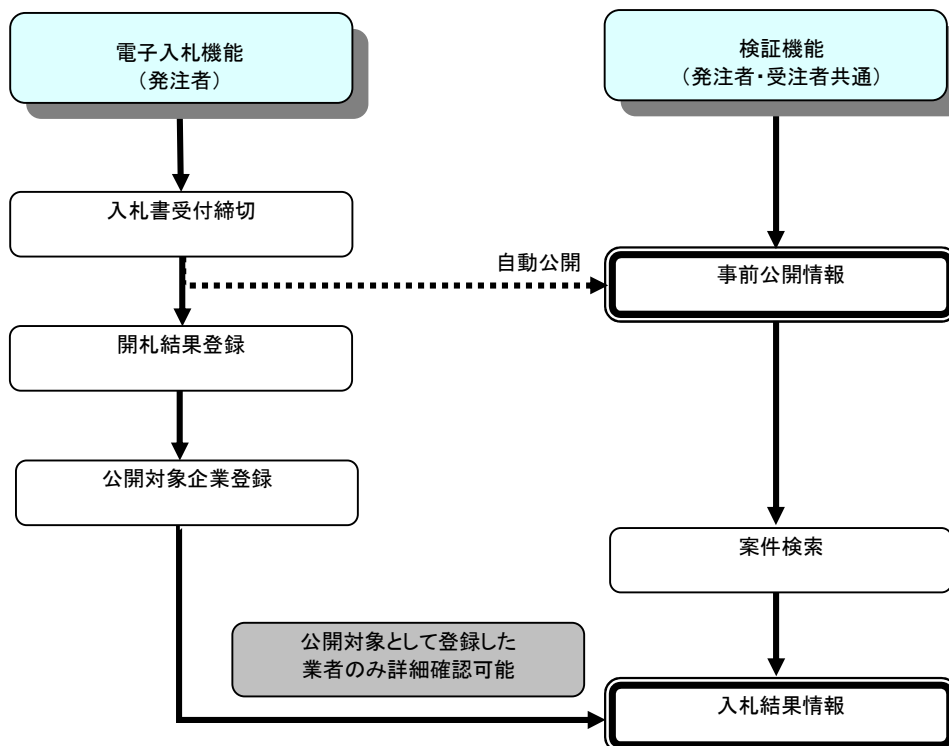 電子入札機能
（発注者）
検証機能
（発注者・受注者共通）
入札書受付締切
自動公開
事前公開情報
開札結果登録
公開対象企業登録
案件検索
公開対象として登録した
業者のみ詳細確認可能
入札結果情報